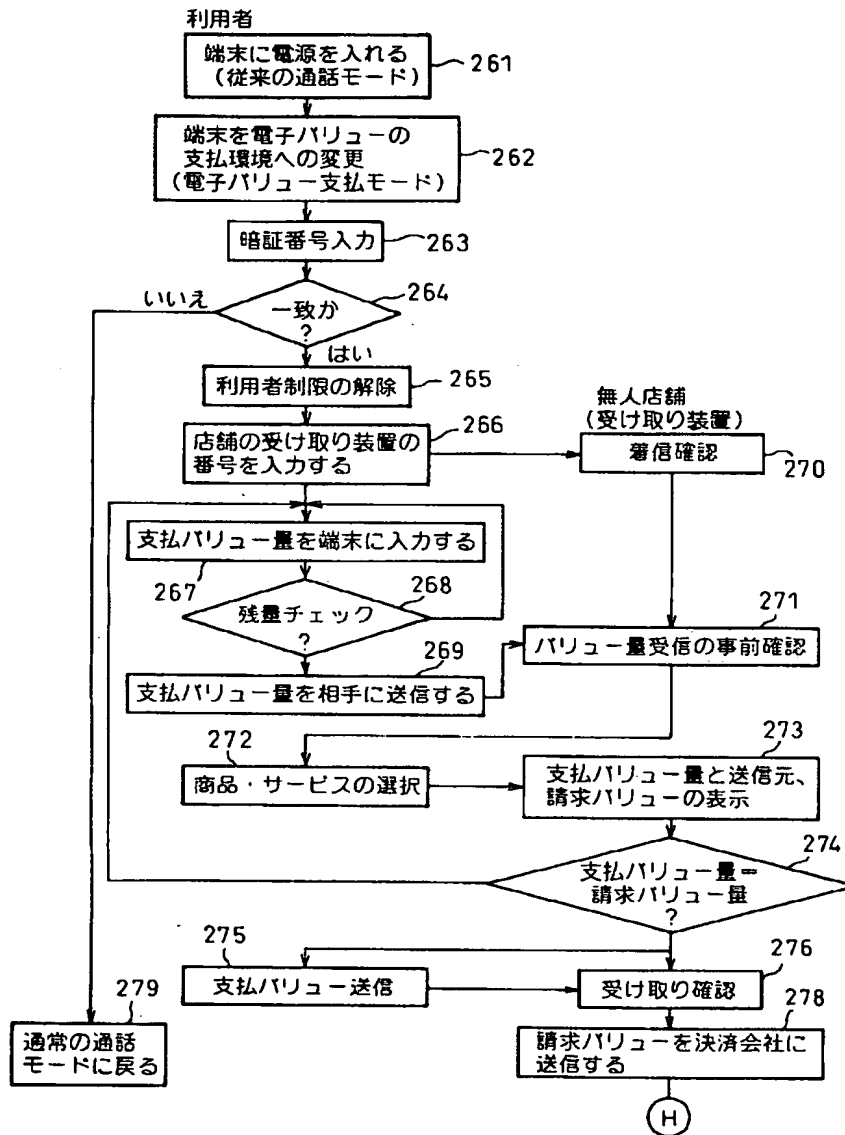 利用者
端末に電源を入れる
(従来の通話モード)
261
端末を電子バリューの
支払環境への変更
(電子バリュー支払モード)
262
暗証番号入力
263
いいえ
一致か
?
264
はい
利用者制限の解除
265
無人店舗
(受け取り装置)
店舗の受け取り装置の
番号を入力する
266
着信確認
270
支払バリュー量を端末に入力する
267
残量チェック
?
268
269
支払バリュー量を相手に送信する
271
バリュー量受信の事前確認
272
商品・サービスの選択
273
支払バリュー量と送信元、
請求バリューの表示
274
支払バリュー量=
請求バリュー量
?
275
支払バリュー送信
276
受け取り確認
278
請求バリューを決済会社に
送信する
279
通常の通話
モードに戻る
H